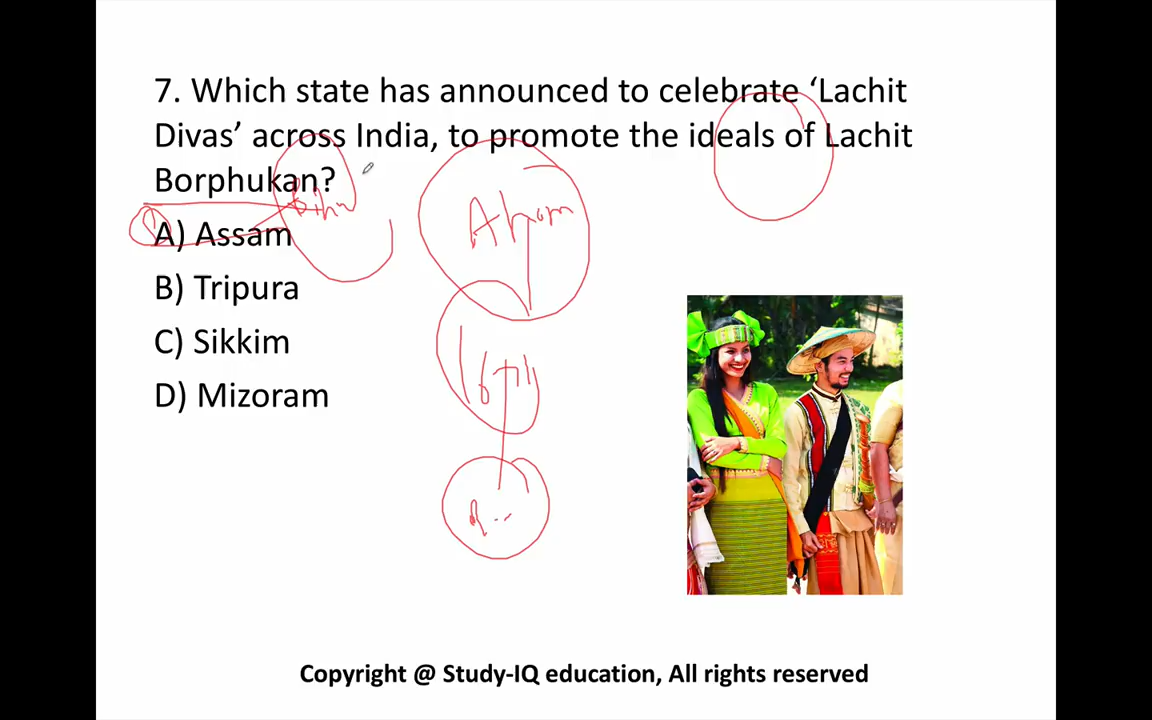 7. Which state has announced to celebrate ‘Lachit
Divas’ across India, to promote the ideals of Lachit
Borphukan?
A) Assam
B) Tripura
C) Sikkim
D) Mizoram
Ahom
Copyright @ Study-IQ education, All rights reserved